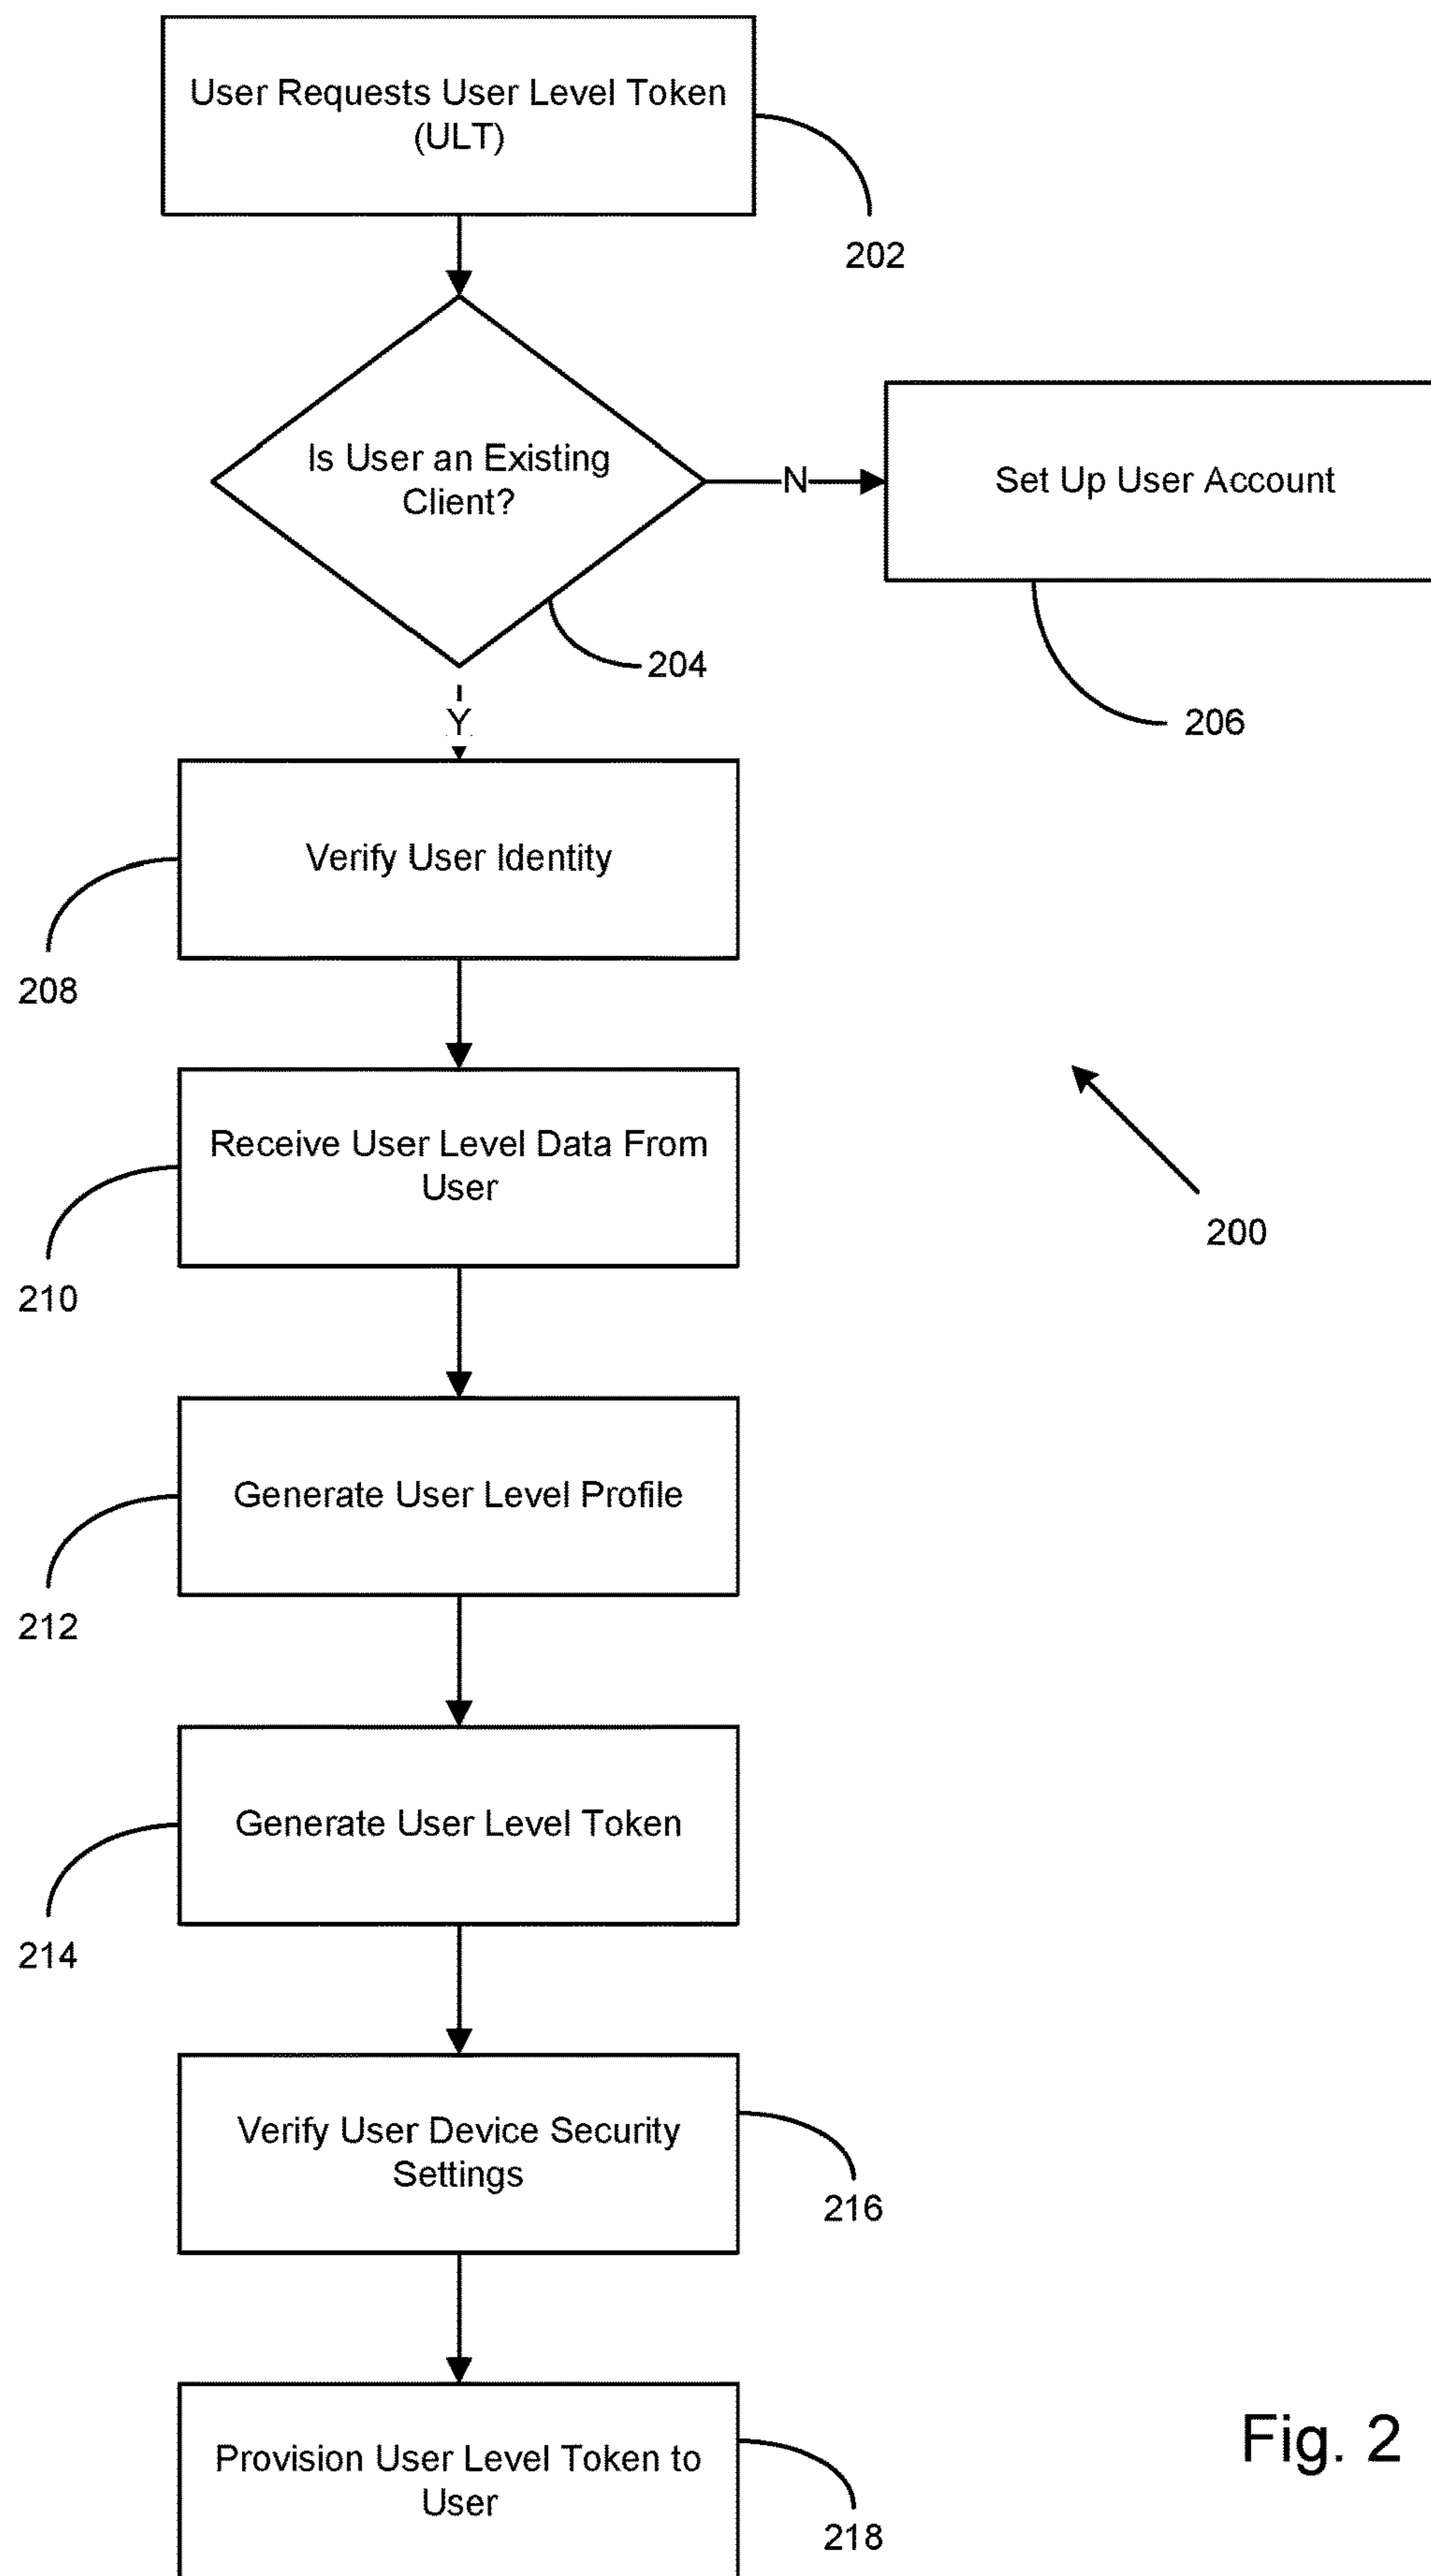 User Requests User Level Token
(ULT)
202
Is User an Existing
Client?
N
Set Up User Account
204
206
Y
Verify User Identity
208
Receive User Level Data From
User
200
210
Generate User Level Profile
212
Generate User Level Token
214
Verify User Device Security
Settings
216
Provision User Level Token to
User
218
Fig. 2